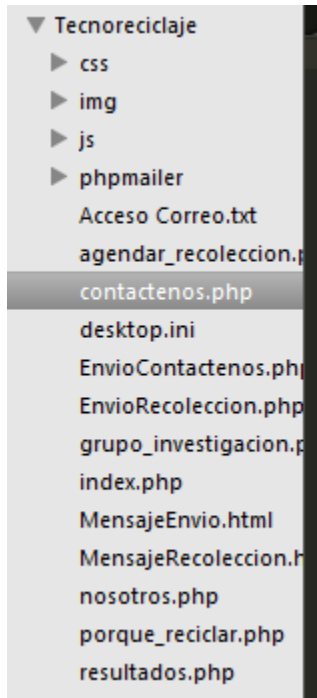 Tecnoreciclaje
css
img
js
phpmailer
Acceso Correo.txt
agendar_recoleccion.p
contactenos.php
desktop.ini
EnvioContactenos.php
EnvioRecoleccion.php
grupo_investigacion.p
index.php
MensajeEnvio.html
MensajeRecoleccion.h
nosotros.php
porque_reciclar.php
resultados.php